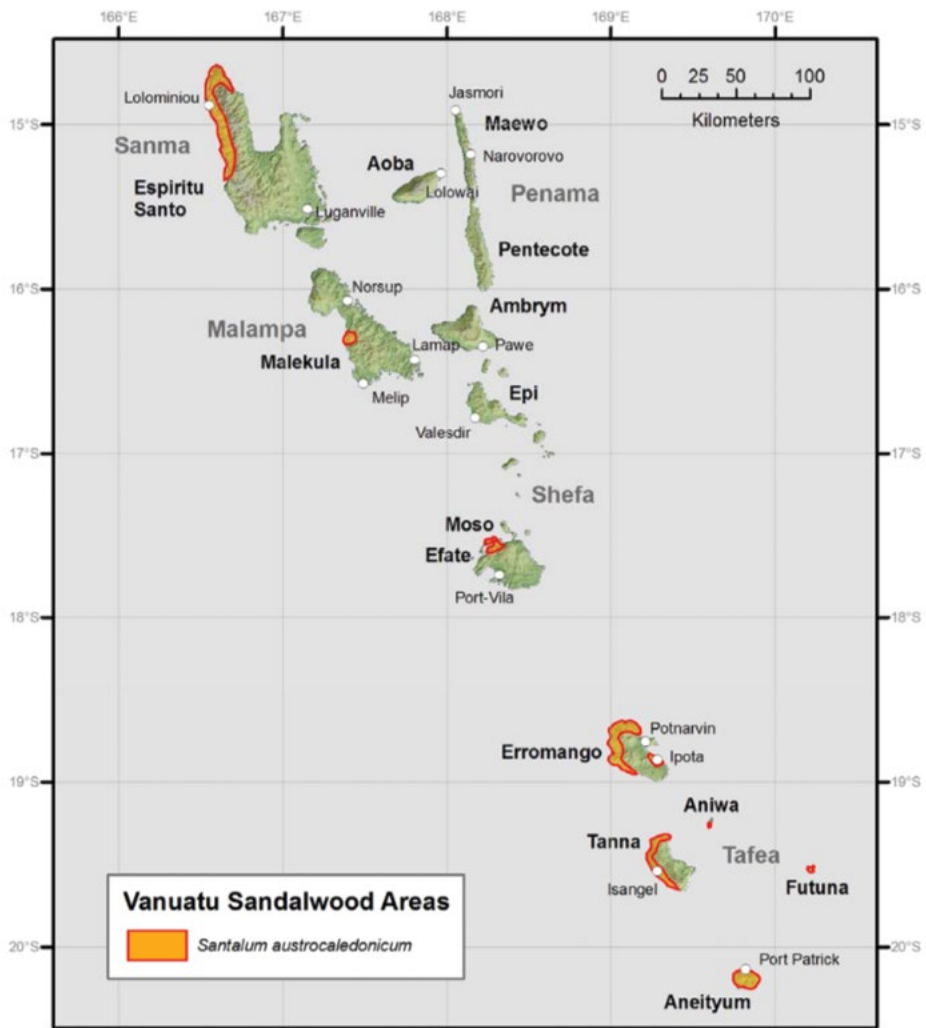 166°E 167°E 168°E 169°E 170°E
0 25 50 100
Kilometers
Jasmori
Lolominiou
Maewo
15°S 15°S
Sanma
Narovorovo
Aoba
Espiritu
Santo
Lolowai
Penama
Luganville
Pentecote
16°S 16°S
Norsup
Ambrym
Malampa
Lamap
Pawe
Malekula
Melip
Epi
Valesdir
17°S 17°S
Shefa
Moso
Efate
Port-Vila
18°S 18°S
Potnarvin
Erromango
Ipota
19°S 19°S
Aniwa
Tanna
Tafea
Isangel
Futuna
Vanuatu Sandalwood Areas
Santalum austrocaledonicum
20°S 20°S
Port Patrick
Aneityum